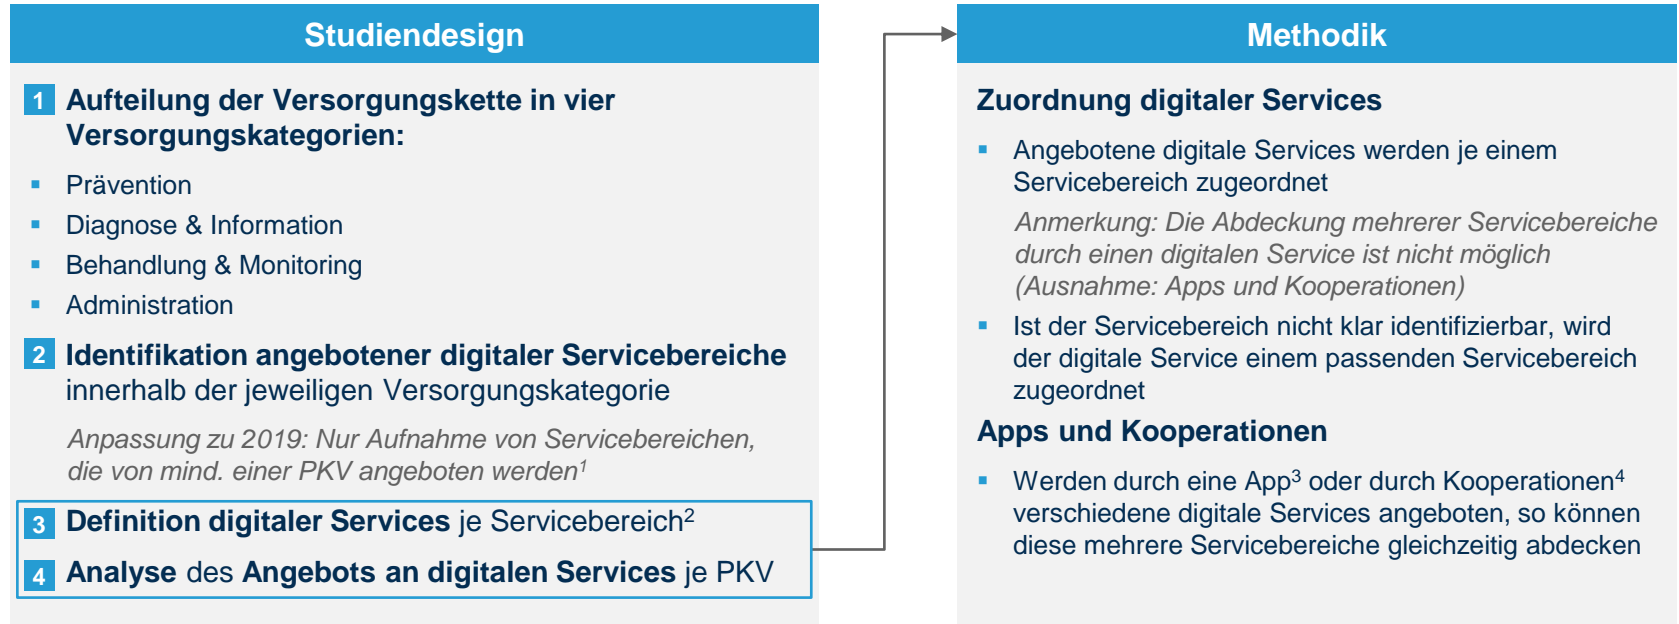 Studiendesign
1 Aufteilung der Versorgungskette in vier
Versorgungskategorien:
▪ Prävention
▪ Diagnose & Information
▪ Behandlung & Monitoring
▪ Administration
2 Identifikation angebotener digitaler Servicebereiche
innerhalb der jeweiligen Versorgungskategorie
Anpassung zu 2019: Nur Aufnahme von Servicebereichen,
die von mind. einer PKV angeboten werden¹
3 Definition digitaler Services je Servicebereich²
4 Analyse des Angebots an digitalen Services je PKV
Methodik
Zuordnung digitaler Services
▪ Angebotene digitale Services werden je einem
Servicebereich zugeordnet
Anmerkung: Die Abdeckung mehrerer Servicebereiche
durch einen digitalen Service ist nicht möglich
(Ausnahme: Apps und Kooperationen)
▪ Ist der Servicebereich nicht klar identifizierbar, wird
der digitale Service einem passenden Servicebereich
zugeordnet
Apps und Kooperationen
▪ Werden durch eine App³ oder durch Kooperationen⁴
verschiedene digitale Services angeboten, so können
diese mehrere Servicebereiche gleichzeitig abdecken